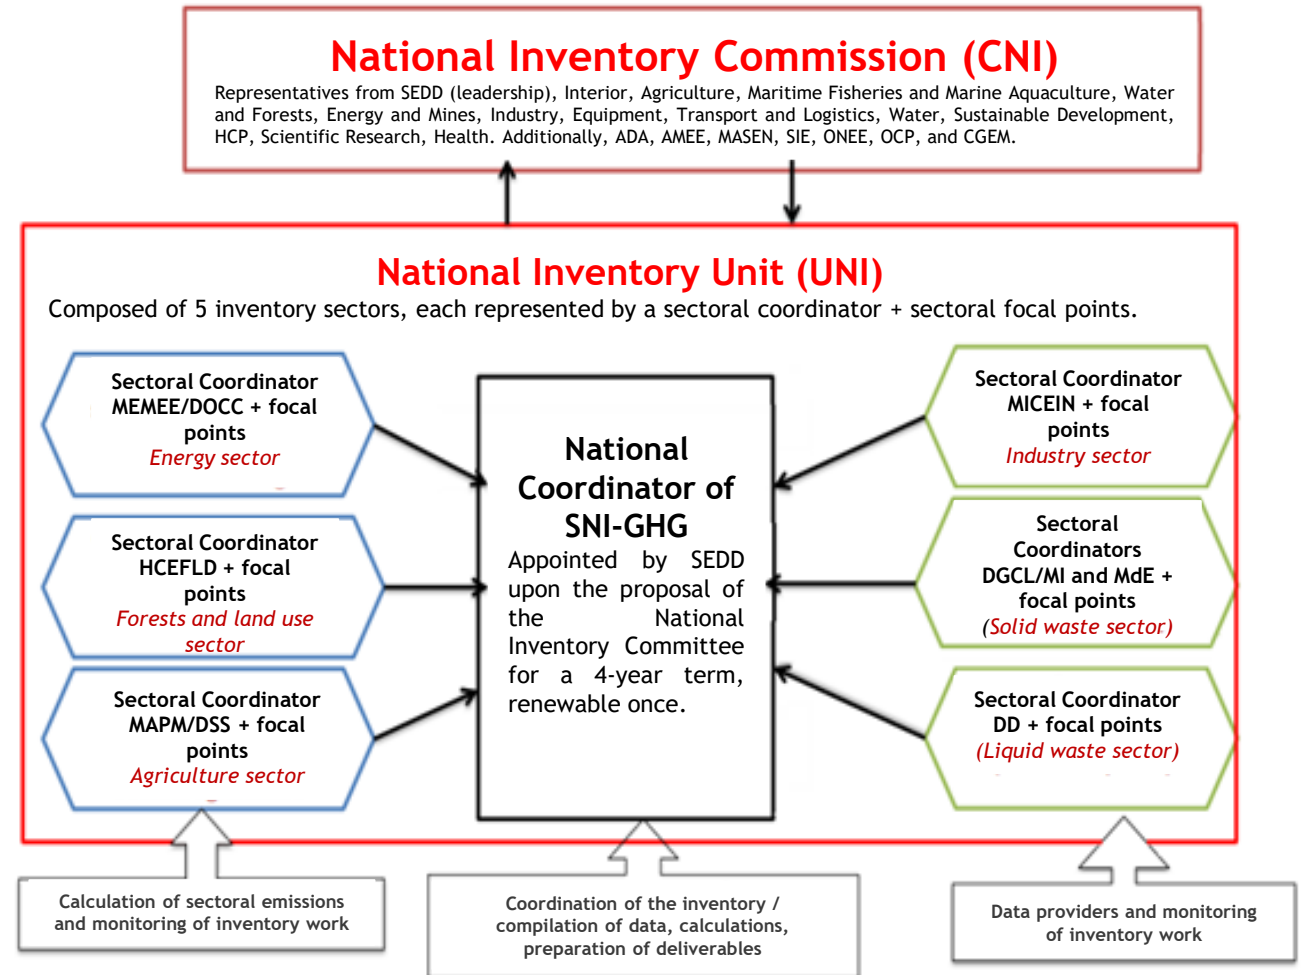 National Inventory Commission (CNI)
Representatives from SEDD (leadership), Interior, Agriculture, Maritime Fisheries and Marine Aquaculture, Water
and Forests, Energy and Mines, Industry, Equipment, Transport and Logistics, Water, Sustainable Development,
HCP, Scientific Research, Health. Additionally, ADA, AMEE, MASEN, SIE, ONEE, OCP, and CGEM.
National Inventory Unit (UNI)
Composed of 5 inventory sectors, each represented by a sectoral coordinator + sectoral focal points.
Sectoral Coordinator
MEMEE/DOCC + focal
points
Energy sector
Sectoral Coordinator
HCEFLD + focal
points
Forests and land use
sector
Sectoral Coordinator
MAPM/DSS + focal
points
Agriculture sector
National
Coordinator of
SNI-GHG
Appointed by SEDD
upon the proposal of
the National
Inventory Committee
for a 4-year term,
renewable once.
Sectoral Coordinator
MICEIN + focal
points
Industry sector
Sectoral
Coordinators
DGCL/MI and MdE +
focal points
(Solid waste sector)
Sectoral Coordinator
DD + focal points
(Liquid waste sector)
Calculation of sectoral emissions
and monitoring of inventory work
Coordination of the inventory /
compilation of data, calculations,
preparation of deliverables
Data providers and monitoring
of inventory work